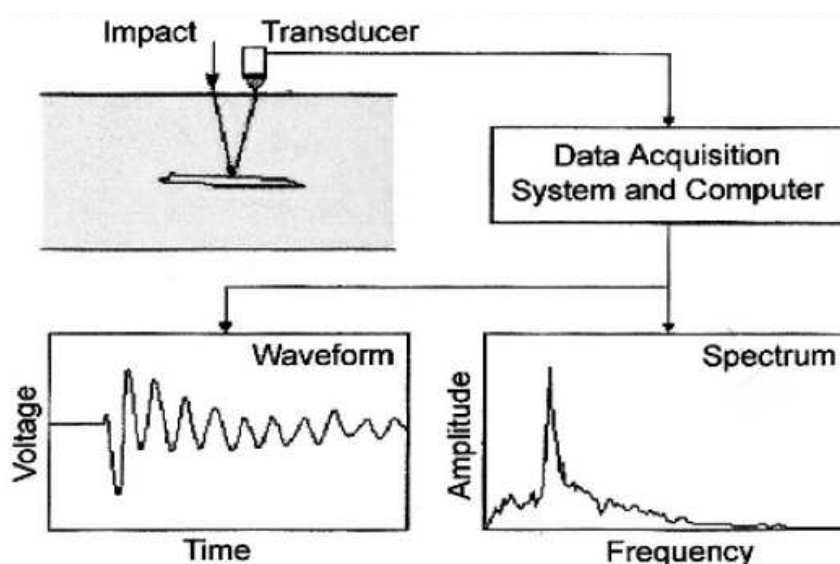 Impact
Transducer
Data Acquisition
System and Computer
Waveform
Voltage
Time
Spectrum
Amplitude
Frequency